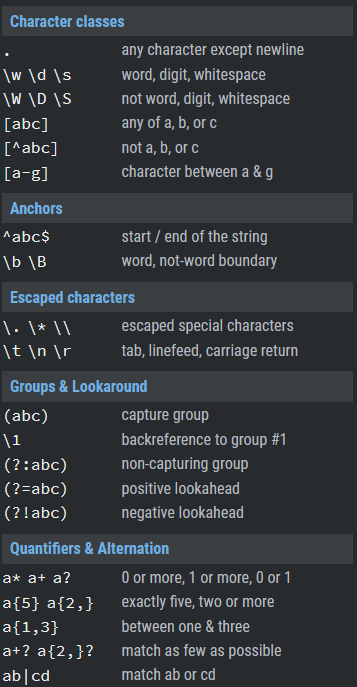 Character classes
. any character except newline
\w \d \s word, digit, whitespace
\W \D \S not word, digit, whitespace
[abc] any of a, b, or c
[^abc] not a, b, or c
[a-g] character between a & g
Anchors
^abc$ start / end of the string
\b \B word, not-word boundary
Escaped characters
\. \* \\ escaped special characters
\t \n \r tab, linefeed, carriage return
Groups & Lookaround
(abc) capture group
\1 backreference to group #1
(?:abc) non-capturing group
(?=abc) positive lookahead
(?!abc) negative lookahead
Quantifiers & Alternation
a* a+ a? 0 or more, 1 or more, 0 or 1
a{5} a{2,} exactly five, two or more
a{1,3} between one & three
a+? a{2,}? match as few as possible
ab|cd match ab or cd